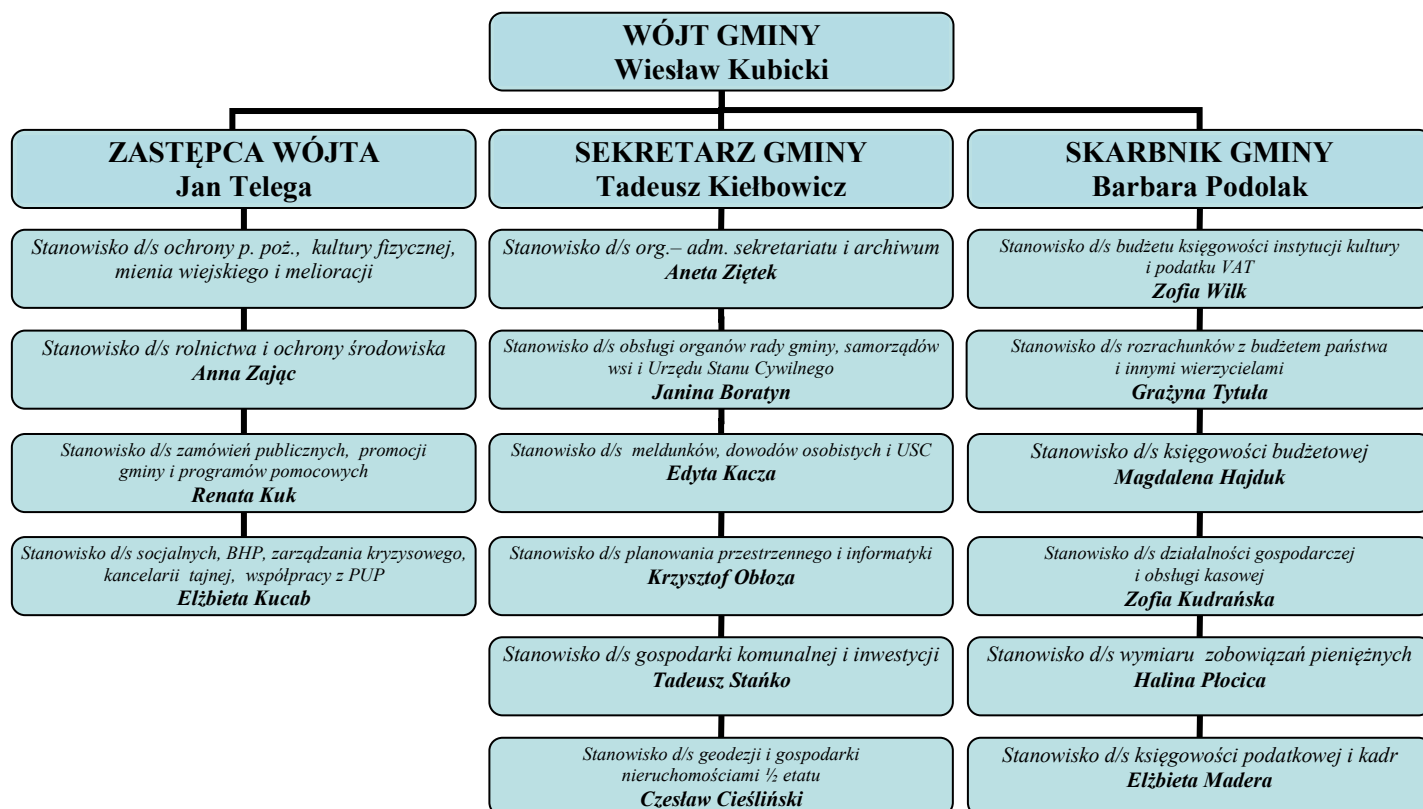 WÓJT GMINY
Wiesław Kubicki
ZASTĘPCA WÓJTA
Jan Telega
Stanowisko d/s ochrony p. poż., kultury fizycznej,
mienia wiejskiego i melioracji
Stanowisko d/s rolnictwa i ochrony środowiska
Anna Zając
Stanowisko d/s zamówień publicznych, promocji
gminy i programów pomocowych
Renata Kuk
Stanowisko d/s socjalnych, BHP, zarządzania kryzysowego,
kancelarii tajnej, współpracy z PUP
Elżbieta Kucab
SEKRETARZ GMINY
Tadeusz Kiełbowicz
Stanowisko d/s org.– adm. sekretariatu i archiwum
Aneta Ziętek
Stanowisko d/s obsługi organów rady gminy, samorządów
wsi i Urzędu Stanu Cywilnego
Janina Boratyn
Stanowisko d/s meldunków, dowodów osobistych i USC
Edyta Kacza
Stanowisko d/s planowania przestrzennego i informatyki
Krzysztof Obłoza
Stanowisko d/s gospodarki komunalnej i inwestycji
Tadeusz Stańko
Stanowisko d/s geodezji i gospodarki
nieruchomościami ½ etatu
Czesław Cieśliński
SKARBNIK GMINY
Barbara Podolak
Stanowisko d/s budżetu księgowości instytucji kultury
i podatku VAT
Zofia Wilk
Stanowisko d/s rozrachunków z budżetem państwa
i innymi wierzycielami
Grażyna Tytuła
Stanowisko d/s księgowości budżetowej
Magdalena Hajduk
Stanowisko d/s działalności gospodarczej
i obsługi kasowej
Zofia Kudrańska
Stanowisko d/s wymiaru zobowiązań pieniężnych
Halina Płocica
Stanowisko d/s księgowości podatkowej i kadr
Elżbieta Madera